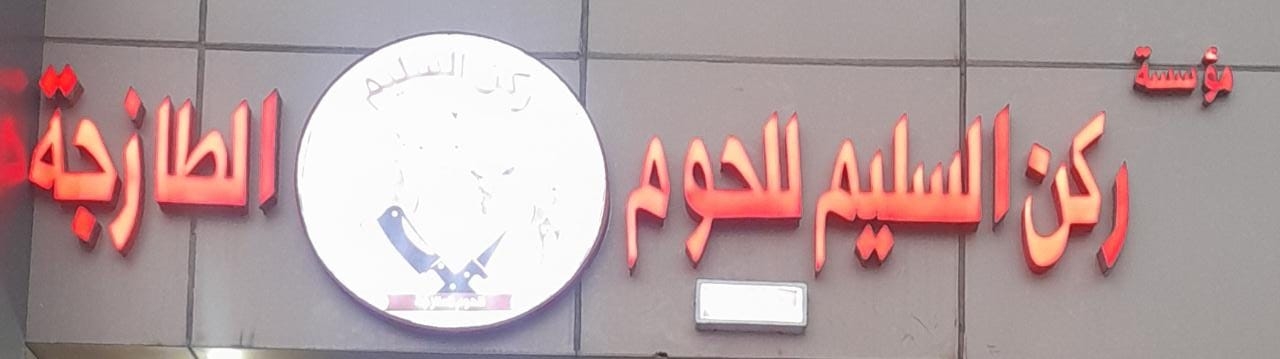 مؤسسة
ركن السليم للحوم الطازجة
ركن السليم